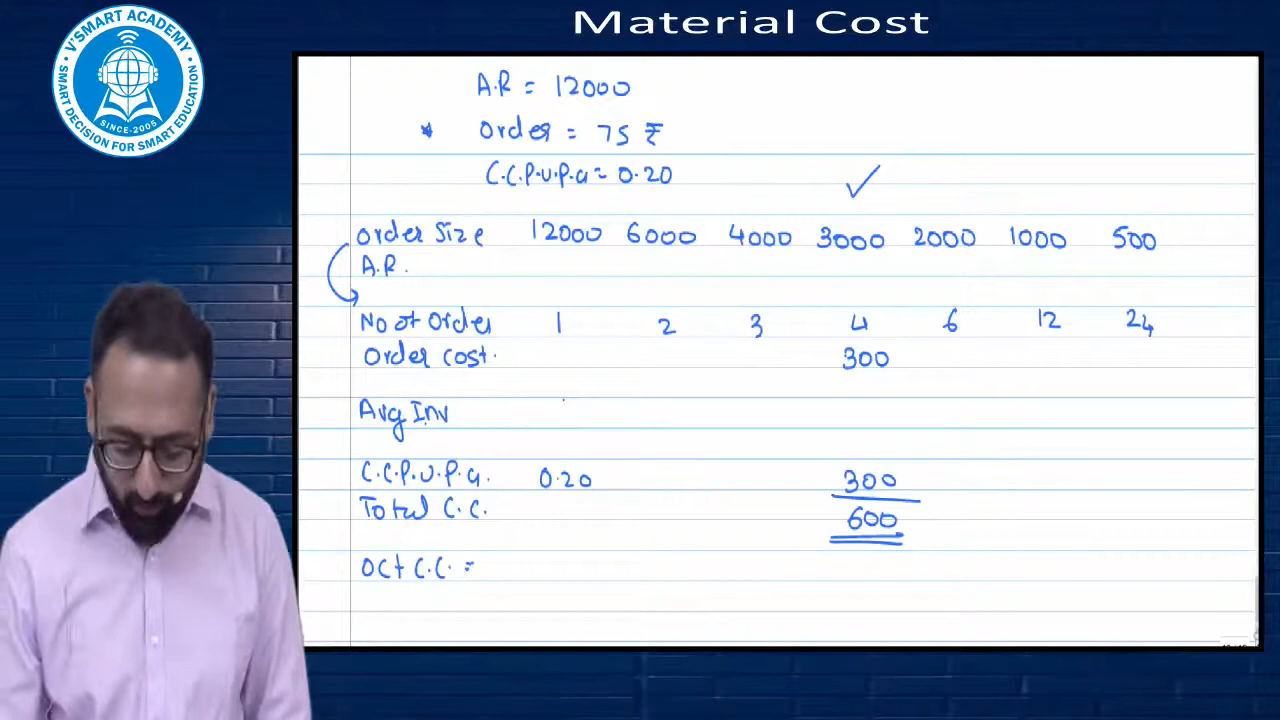 Material Cost
V'SMART ACADEMY
SMART DECISION FOR SMART EDUCATION
SINCE-2005
A.R = 12000
* Order = 75 ₹
C.C.P.U.P.a = 0.20
Order Size 12000 6000 4000 3000 2000 1000 500
A.R.
No of Order 1 2 3 4 6 12 24
Order cost. 300
Avg Inv
C.C.P.U.P.a. 0.20 300
Total C.C. 600
OC + C.C. =